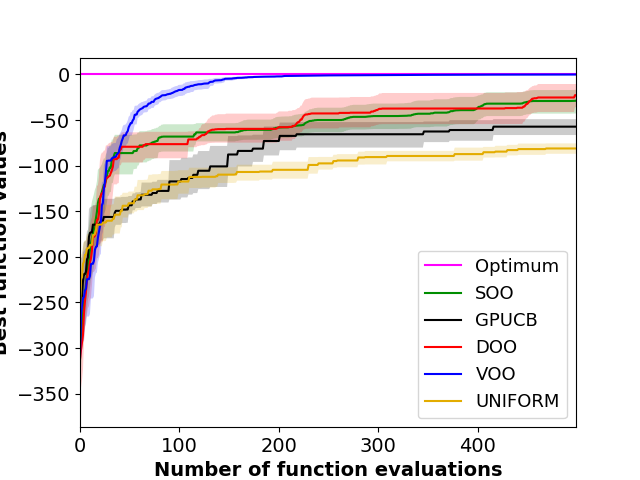 0
−50
−100
−150
−200
−250
−300
−350
Best function values
Optimum
SOO
GPUCB
DOO
VOO
UNIFORM
0 100 200 300 400
Number of function evaluations